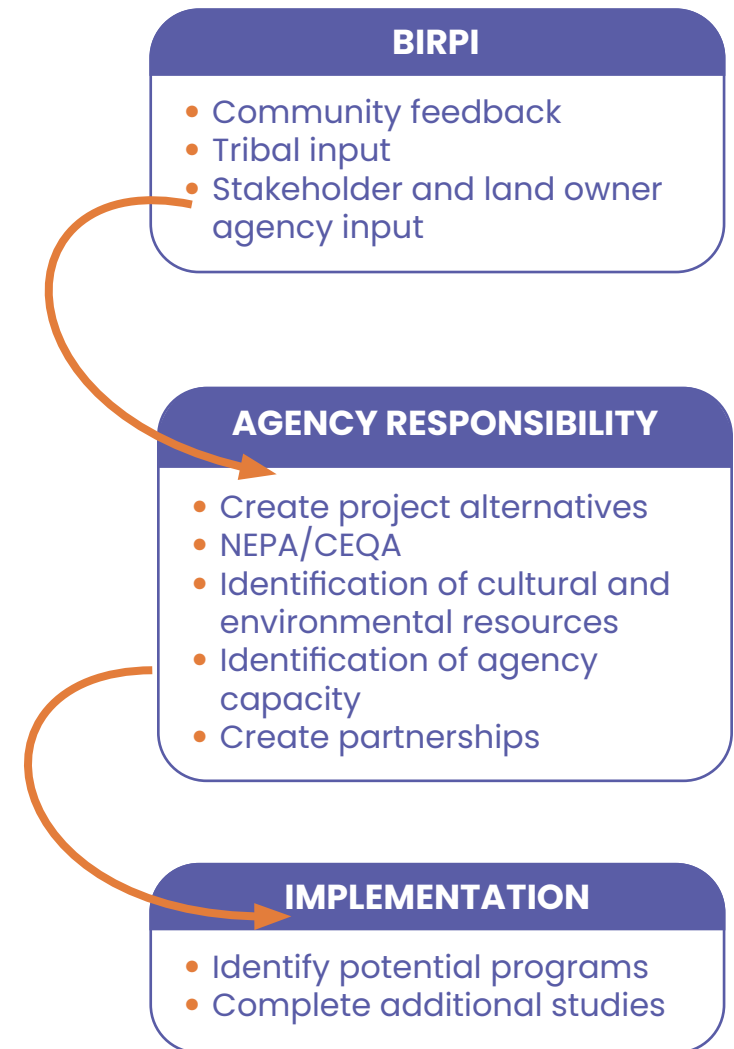 BIRPI
• Community feedback
• Tribal input
• Stakeholder and land owner
agency input
AGENCY RESPONSIBILITY
• Create project alternatives
• NEPA/CEQA
• Identification of cultural and
environmental resources
• Identification of agency
capacity
• Create partnerships
IMPLEMENTATION
• Identify potential programs
• Complete additional studies